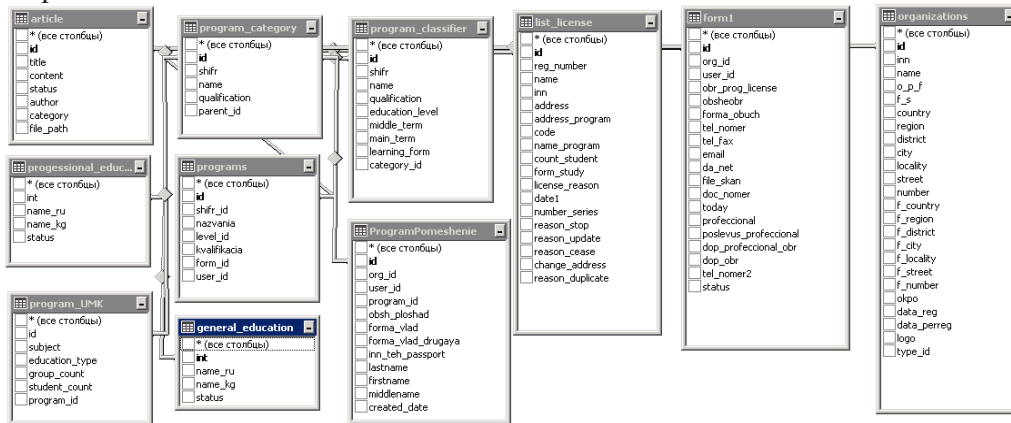 article
* (все столбцы)
id
title
content
status
author
category
file_path
progessional_educ...
* (все столбцы)
int
name_ru
name_kg
status
program_UMK
* (все столбцы)
id
subject
education_type
group_count
student_count
program_id
program_category
* (все столбцы)
id
shifr
name
qualification
parent_id
programs
* (все столбцы)
id
shifr_id
nazvania
level_id
kvalifikacia
form_id
user_id
general_education
* (все столбцы)
int
name_ru
name_kg
status
program_classifier
* (все столбцы)
id
shifr
name
qualification
education_level
middle_term
main_term
learning_form
category_id
ProgramPomeshenie
* (все столбцы)
id
org_id
user_id
program_id
obsh_ploshad
forma_vlad
forma_vlad_drugaya
inn_teh_passport
lastname
firstname
middlename
created_date
list_license
* (все столбцы)
id
reg_number
name
inn
address
address_program
code
name_program
count_student
form_study
license_reason
date1
number_series
reason_stop
reason_update
reason_cease
change_address
reason_duplicate
form1
* (все столбцы)
id
org_id
user_id
obr_prog_license
obsheobr
forma_obuch
tel_nomer
tel_fax
email
da_net
file_skan
doc_nomer
today
profeccional
poslevus_profeccional
dop_profeccional_obr
dop_obr
tel_nomer2
status
organizations
* (все столбцы)
id
inn
name
o_p_f
f_s
country
region
district
city
locality
street
number
f_country
f_region
f_district
f_city
f_locality
f_street
f_number
okpo
data_reg
data_perreg
logo
type_id